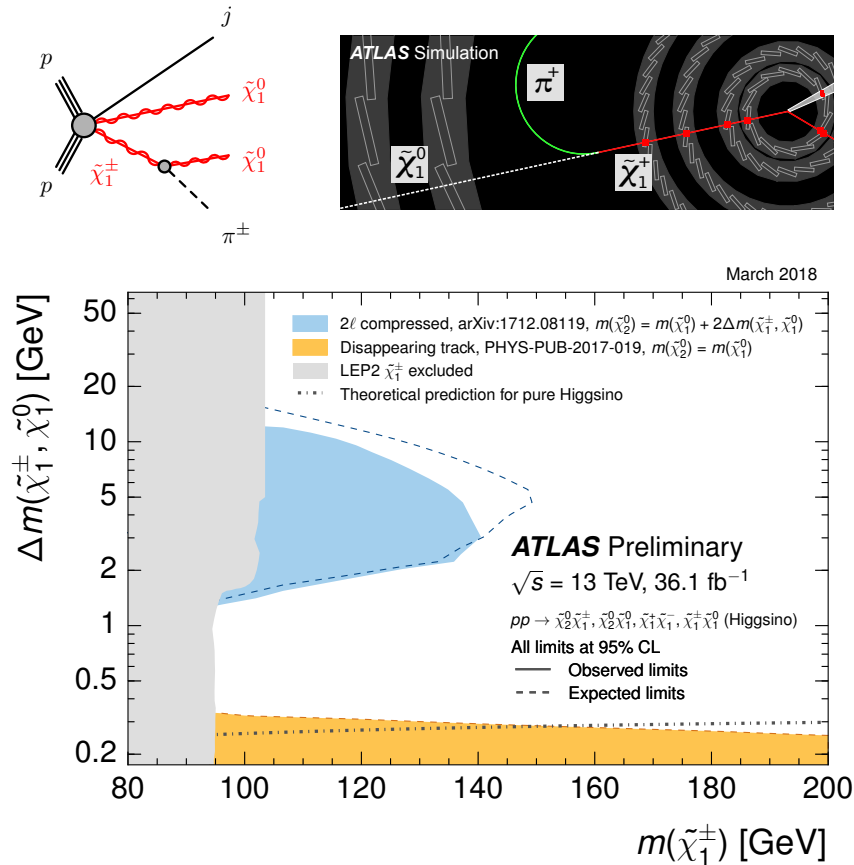 j
p
χ̃₁⁰
χ̃₁⁰
χ̃₁±
p
π±
ATLAS Simulation
π⁺
χ̃₁⁰
χ̃₁⁺
March 2018
Δm(χ̃₁±, χ̃₁⁰) [GeV]
50
20
10
5
2
1
0.5
0.2
2ℓ compressed, arXiv:1712.08119, m(χ̃₂⁰) = m(χ̃₁⁰) + 2Δm(χ̃₁±, χ̃₁⁰)
Disappearing track, PHYS-PUB-2017-019, m(χ̃₂⁰) = m(χ̃₁⁰)
LEP2 χ̃₁± excluded
Theoretical prediction for pure Higgsino
ATLAS Preliminary
√s = 13 TeV, 36.1 fb⁻¹
pp → χ̃₂⁰χ̃₁±, χ̃₂⁰χ̃₁⁰, χ̃₁⁺χ̃₁⁻, χ̃₁±χ̃₁⁰ (Higgsino)
All limits at 95% CL
Observed limits
Expected limits
80 100 120 140 160 180 200
m(χ̃₁±) [GeV]